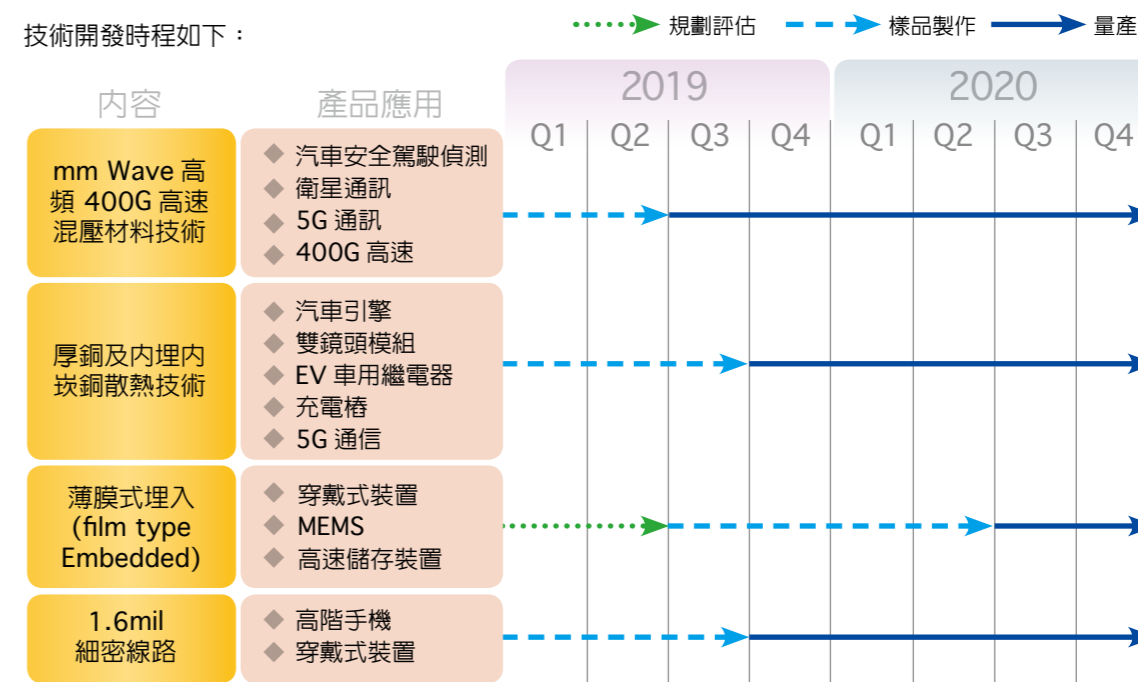 技術開發時程如下：
規劃評估 樣品製作 量產
內容 產品應用 2019 2020
Q1 Q2 Q3 Q4 Q1 Q2 Q3 Q4
mm Wave 高
頻 400G 高速
混壓材料技術
汽車安全駕駛偵測
衛星通訊
5G 通訊
400G 高速
厚銅及內埋內
崁銅散熱技術
汽車引擎
雙鏡頭模組
EV 車用繼電器
充電樁
5G 通信
薄膜式埋入
(film type
Embedded)
穿戴式裝置
MEMS
高速儲存裝置
1.6mil
細密線路
高階手機
穿戴式裝置